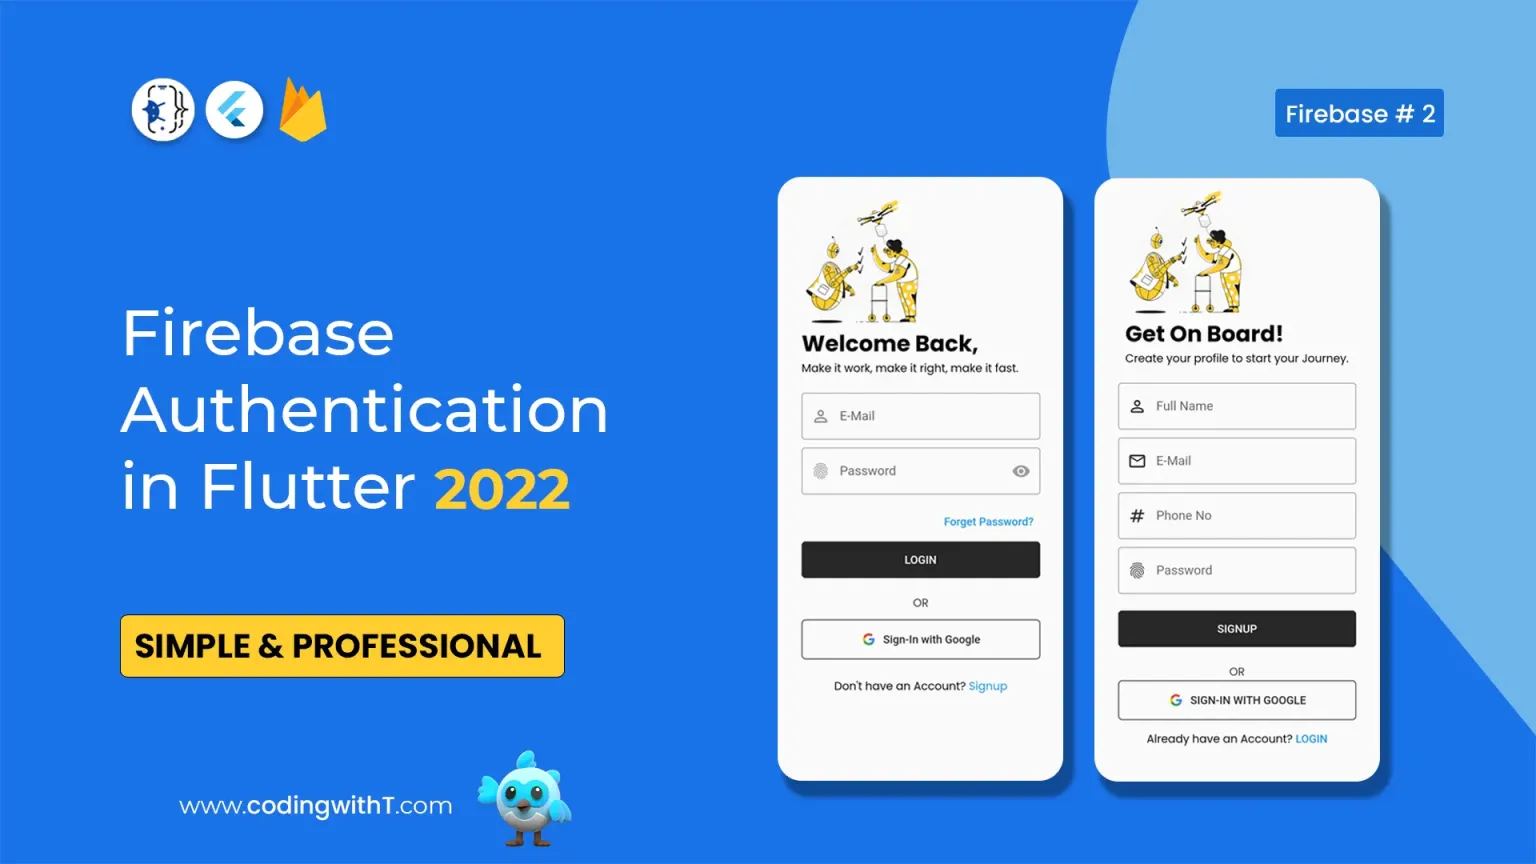 Firebase # 2
Firebase
Authentication
in Flutter 2022
SIMPLE & PROFESSIONAL
www.codingwithT.com
Welcome Back,
Make it work, make it right, make it fast.
E-Mail
Password
Forget Password?
LOGIN
OR
Sign-In with Google
Don't have an Account? Signup
Get On Board!
Create your profile to start your Journey.
Full Name
E-Mail
# Phone No
Password
SIGNUP
OR
SIGN-IN WITH GOOGLE
Already have an Account? LOGIN